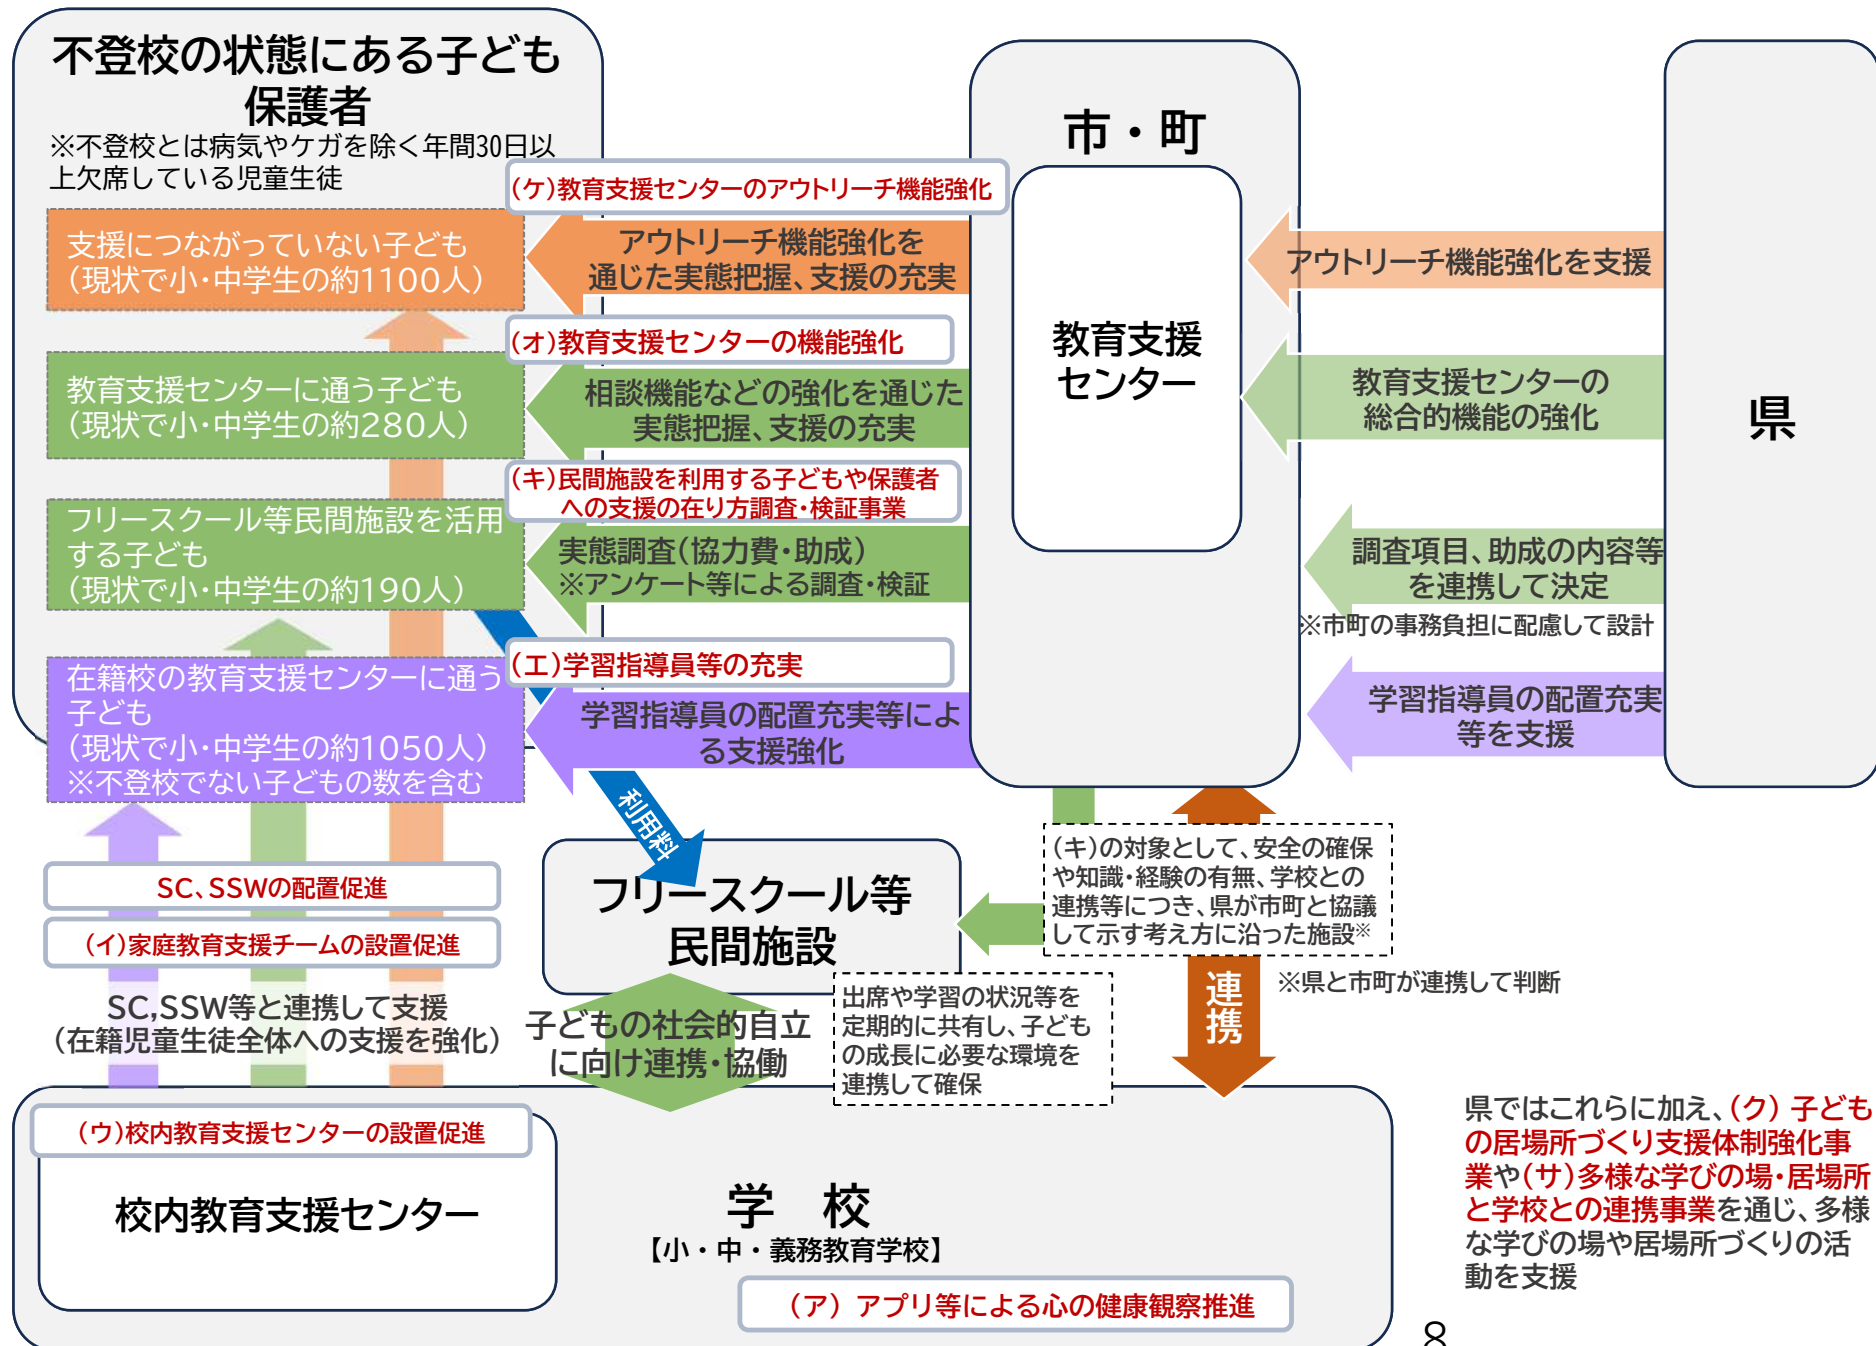 不登校の状態にある子ども
保護者
※不登校とは病気やケガを除く年間30日以
上欠席している児童生徒
支援につながっていない子ども
（現状で小・中学生の約1100人）
教育支援センターに通う子ども
（現状で小・中学生の約280人）
フリースクール等民間施設を活用
する子ども
（現状で小・中学生の約190人）
在籍校の教育支援センターに通う
子ども
（現状で小・中学生の約1050人）
※不登校でない子どもの数を含む
（ケ）教育支援センターのアウトリーチ機能強化
アウトリーチ機能強化を
通じた実態把握、支援の充実
（オ）教育支援センターの機能強化
相談機能などの強化を通じた
実態把握、支援の充実
（キ）民間施設を利用する子どもや保護者
への支援の在り方調査・検証事業
実態調査（協力費・助成）
※アンケート等による調査・検証
（エ）学習指導員等の充実
学習指導員の配置充実等によ
る支援強化
市・町
教育支援
センター
アウトリーチ機能強化を支援
教育支援センターの
総合的機能の強化
調査項目、助成の内容等
を連携して決定
※市町の事務負担に配慮して設計
学習指導員の配置充実
等を支援
県
利用料
フリースクール等
民間施設
（キ）の対象として、安全の確保
や知識・経験の有無、学校との
連携等につき、県が市町と協議
して示す考え方に沿った施設※
※県と市町が連携して判断
連携
SC、SSWの配置促進
（イ）家庭教育支援チームの設置促進
SC,SSW等と連携して支援
（在籍児童生徒全体への支援を強化）
子どもの社会的自立
に向け連携・協働
出席や学習の状況等を
定期的に共有し、子ども
の成長に必要な環境を
連携して確保
（ウ）校内教育支援センターの設置促進
校内教育支援センター
学　校
【小・中・義務教育学校】
（ア）アプリ等による心の健康観察推進
県ではこれらに加え、（ク）子ども
の居場所づくり支援体制強化事
業や（サ）多様な学びの場・居場所
と学校との連携事業を通じ、多様
な学びの場や居場所づくりの活
動を支援
8